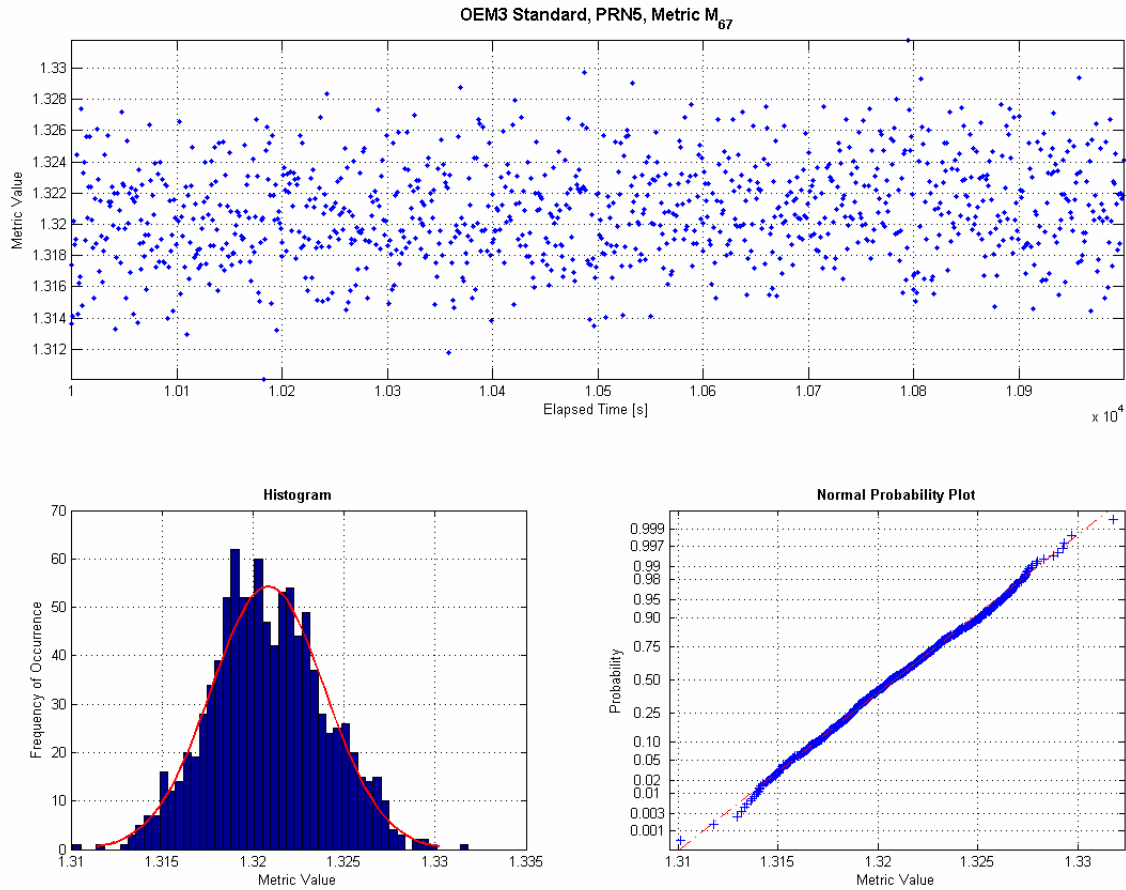 OEM3 Standard, PRN5, Metric M67
1.33
1.328
1.326
1.324
1.322
1.32
1.318
1.316
1.314
1.312
Metric Value
1 1.01 1.02 1.03 1.04 1.05 1.06 1.07 1.08 1.09
Elapsed Time [s]
x 10^4
Histogram
70
60
50
40
30
20
10
0
Frequency of Occurrence
1.31 1.315 1.32 1.325 1.33 1.335
Metric Value
Normal Probability Plot
0.999
0.997
0.99
0.98
0.95
0.90
0.75
0.50
0.25
0.10
0.05
0.02
0.01
0.003
0.001
Probability
1.31 1.315 1.32 1.325 1.33
Metric Value